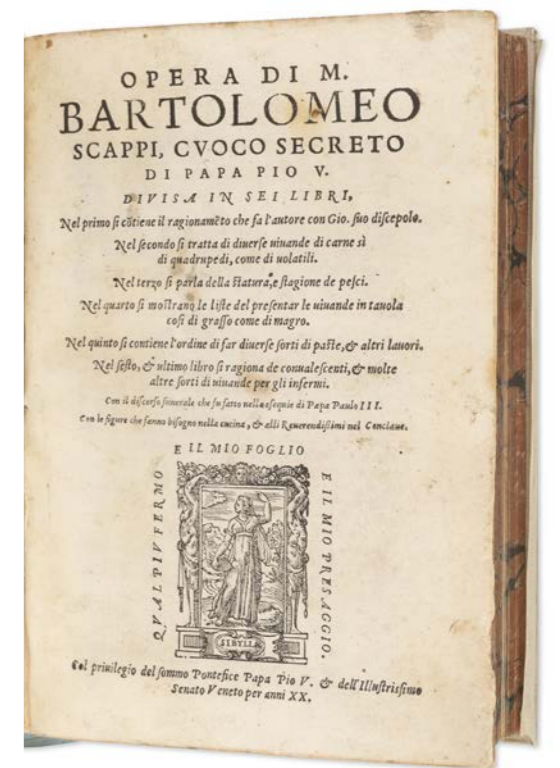 OPERA DI M.
BARTOLOMEO
SCAPPI, CVOCO SECRETO
DI PAPA PIO V.
DIVISA IN SEI LIBRI,
Nel primo si cõtiene il ragionamẽto che fa l'autore con Gio. suo discepolo.
Nel secondo si tratta di diuerse uiuande di carne sì
di quadrupedi, come di uolatili.
Nel terzo si parla della statura, e stagione de pesci.
Nel quarto si mostrano le liste del presentar le uiuande in tauola
cosi di grasso come di magro.
Nel quinto si contiene l'ordine di far diuerse sorti di paste, & altri lauori.
Nel sesto, & ultimo libro si ragiona de conualescenti, & molte
altre sorti di uiuande per gli infermi.
Con il discorso funerale che fu fatto nelle esequie di Papa Paulo III.
Con le figure che fanno bisogno nella cucina, & alli Reuerendissimi nel Conclaue.
QVAL PIV FERMO
E IL MIO FOGLIO
E IL MIO PRESAGGIO.
SIBYLLA
Col priuilegio del sommo Pontefice Papa Pio V. & dell'Illustrissimo
Senato Veneto per anni XX.